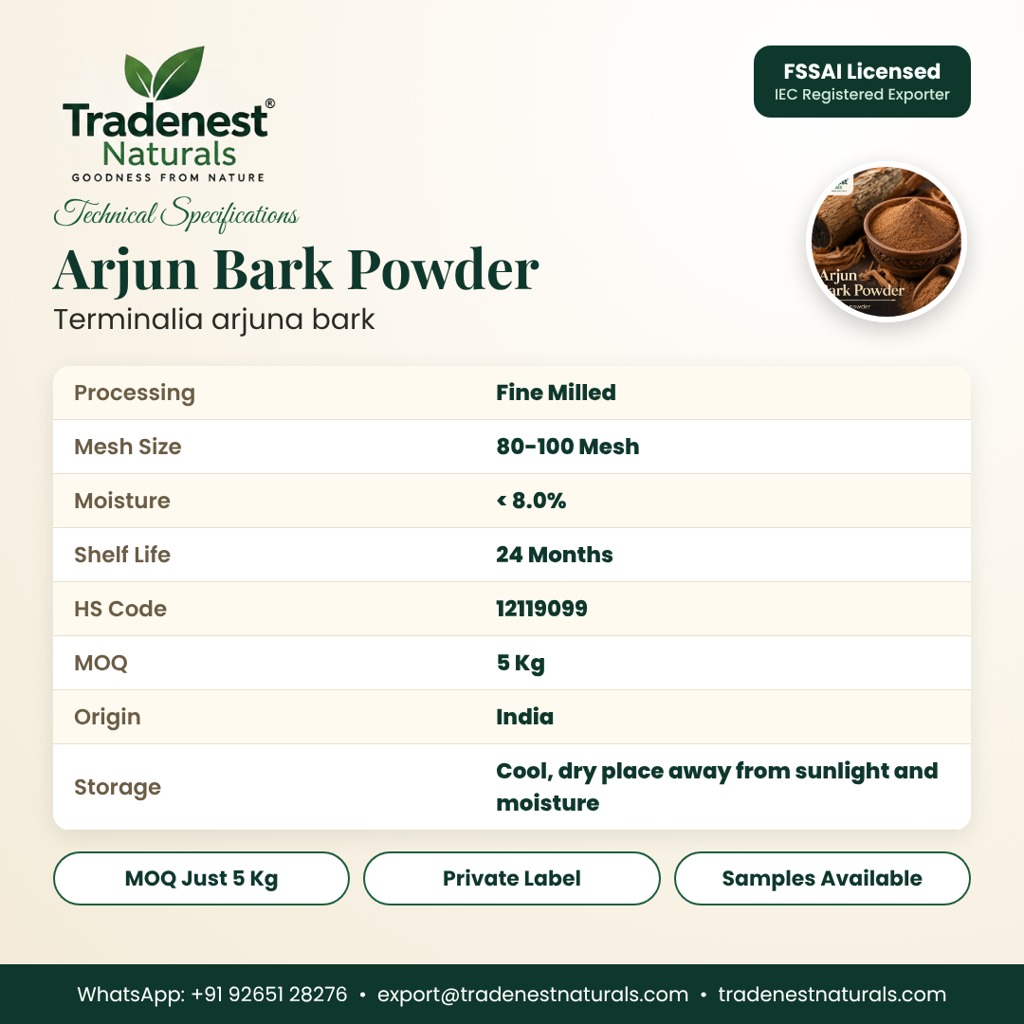 Tradenest®
Naturals
GOODNESS FROM NATURE
FSSAI Licensed
IEC Registered Exporter
Technical Specifications
Arjun Bark Powder
Terminalia arjuna bark
Arjun
ark Powder
Processing Fine Milled
Mesh Size 80-100 Mesh
Moisture < 8.0%
Shelf Life 24 Months
HS Code 12119099
MOQ 5 Kg
Origin India
Storage Cool, dry place away from sunlight and
moisture
MOQ Just 5 Kg
Private Label
Samples Available
WhatsApp: +91 92651 28276 • export@tradenestnaturals.com • tradenestnaturals.com